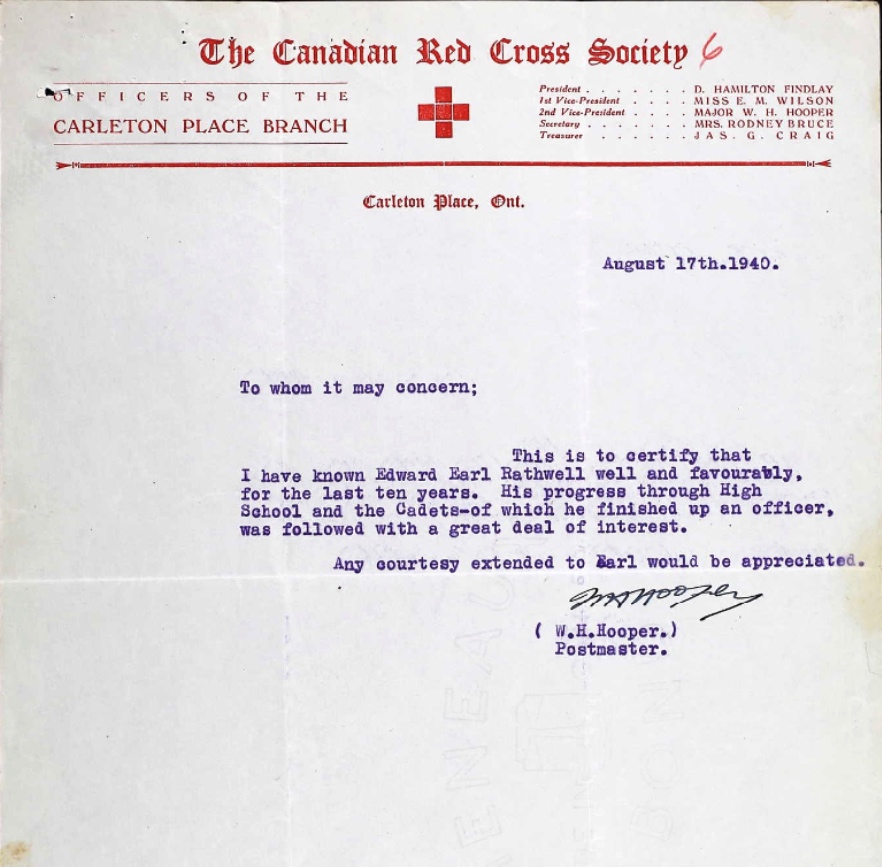 The Canadian Red Cross Society 6
OFFICERS OF THE
CARLETON PLACE BRANCH
President . . . . . . . D. HAMILTON FINDLAY
1st Vice-President . . . . MISS E. M. WILSON
2nd Vice-President . . . . MAJOR W. H. HOOPER
Secretary . . . . . . . MRS. RODNEY BRUCE
Treasurer . . . . . . JAS. G. CRAIG
Carleton Place, Ont.
August 17th.1940.
To whom it may concern;
This is to certify that
I have known Edward Earl Rathwell well and favourably,
for the last ten years. His progress through High
School and the Cadets-of which he finished up an officer,
was followed with a great deal of interest.
Any courtesy extended to Earl would be appreciated.
WHHooper
( W.H.Hooper.)
Postmaster.